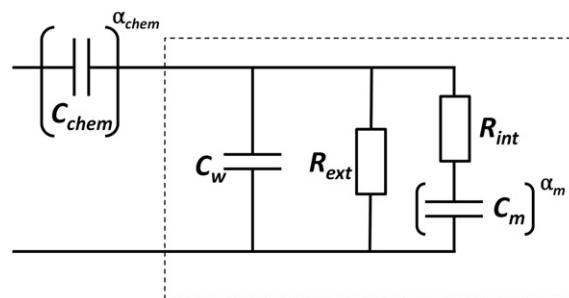 α_chem
C_chem
C_w
R_ext
R_int
C_m
α_m